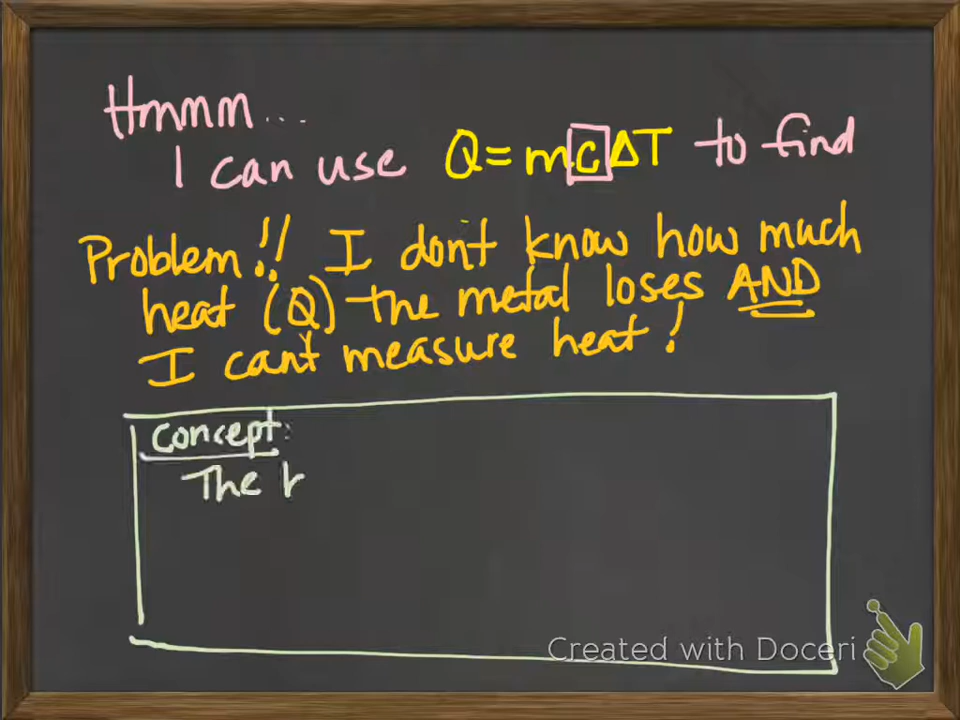 Hmmm...
I can use Q=mcΔT to find
Problem!! I don't know how much
heat (Q) the metal loses AND
I can't measure heat!
Concept:
The
Created with Doceri